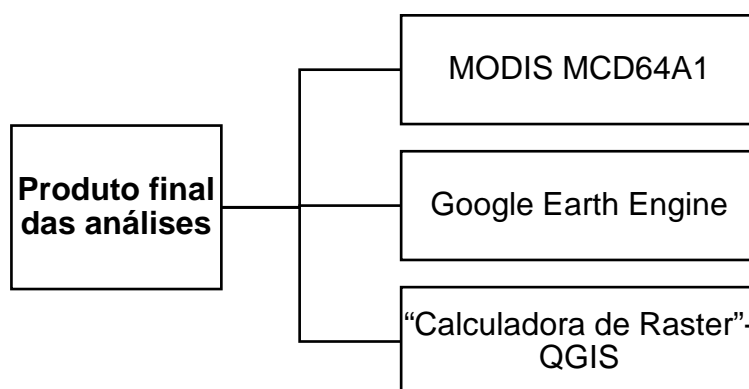 MODIS MCD64A1
Produto final
das análises
Google Earth Engine
“Calculadora de Raster”-
QGIS